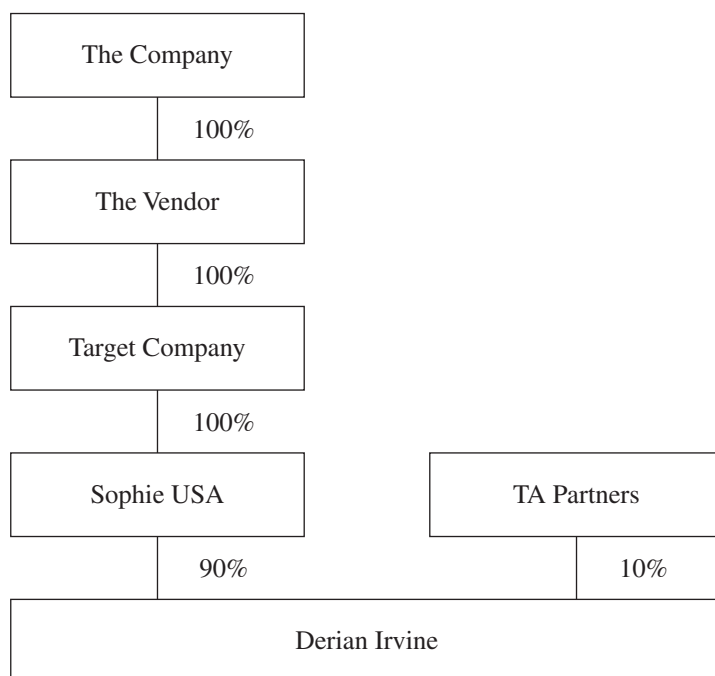 The Company
100%
The Vendor
100%
Target Company
100%
Sophie USA
TA Partners
90%
10%
Derian Irvine